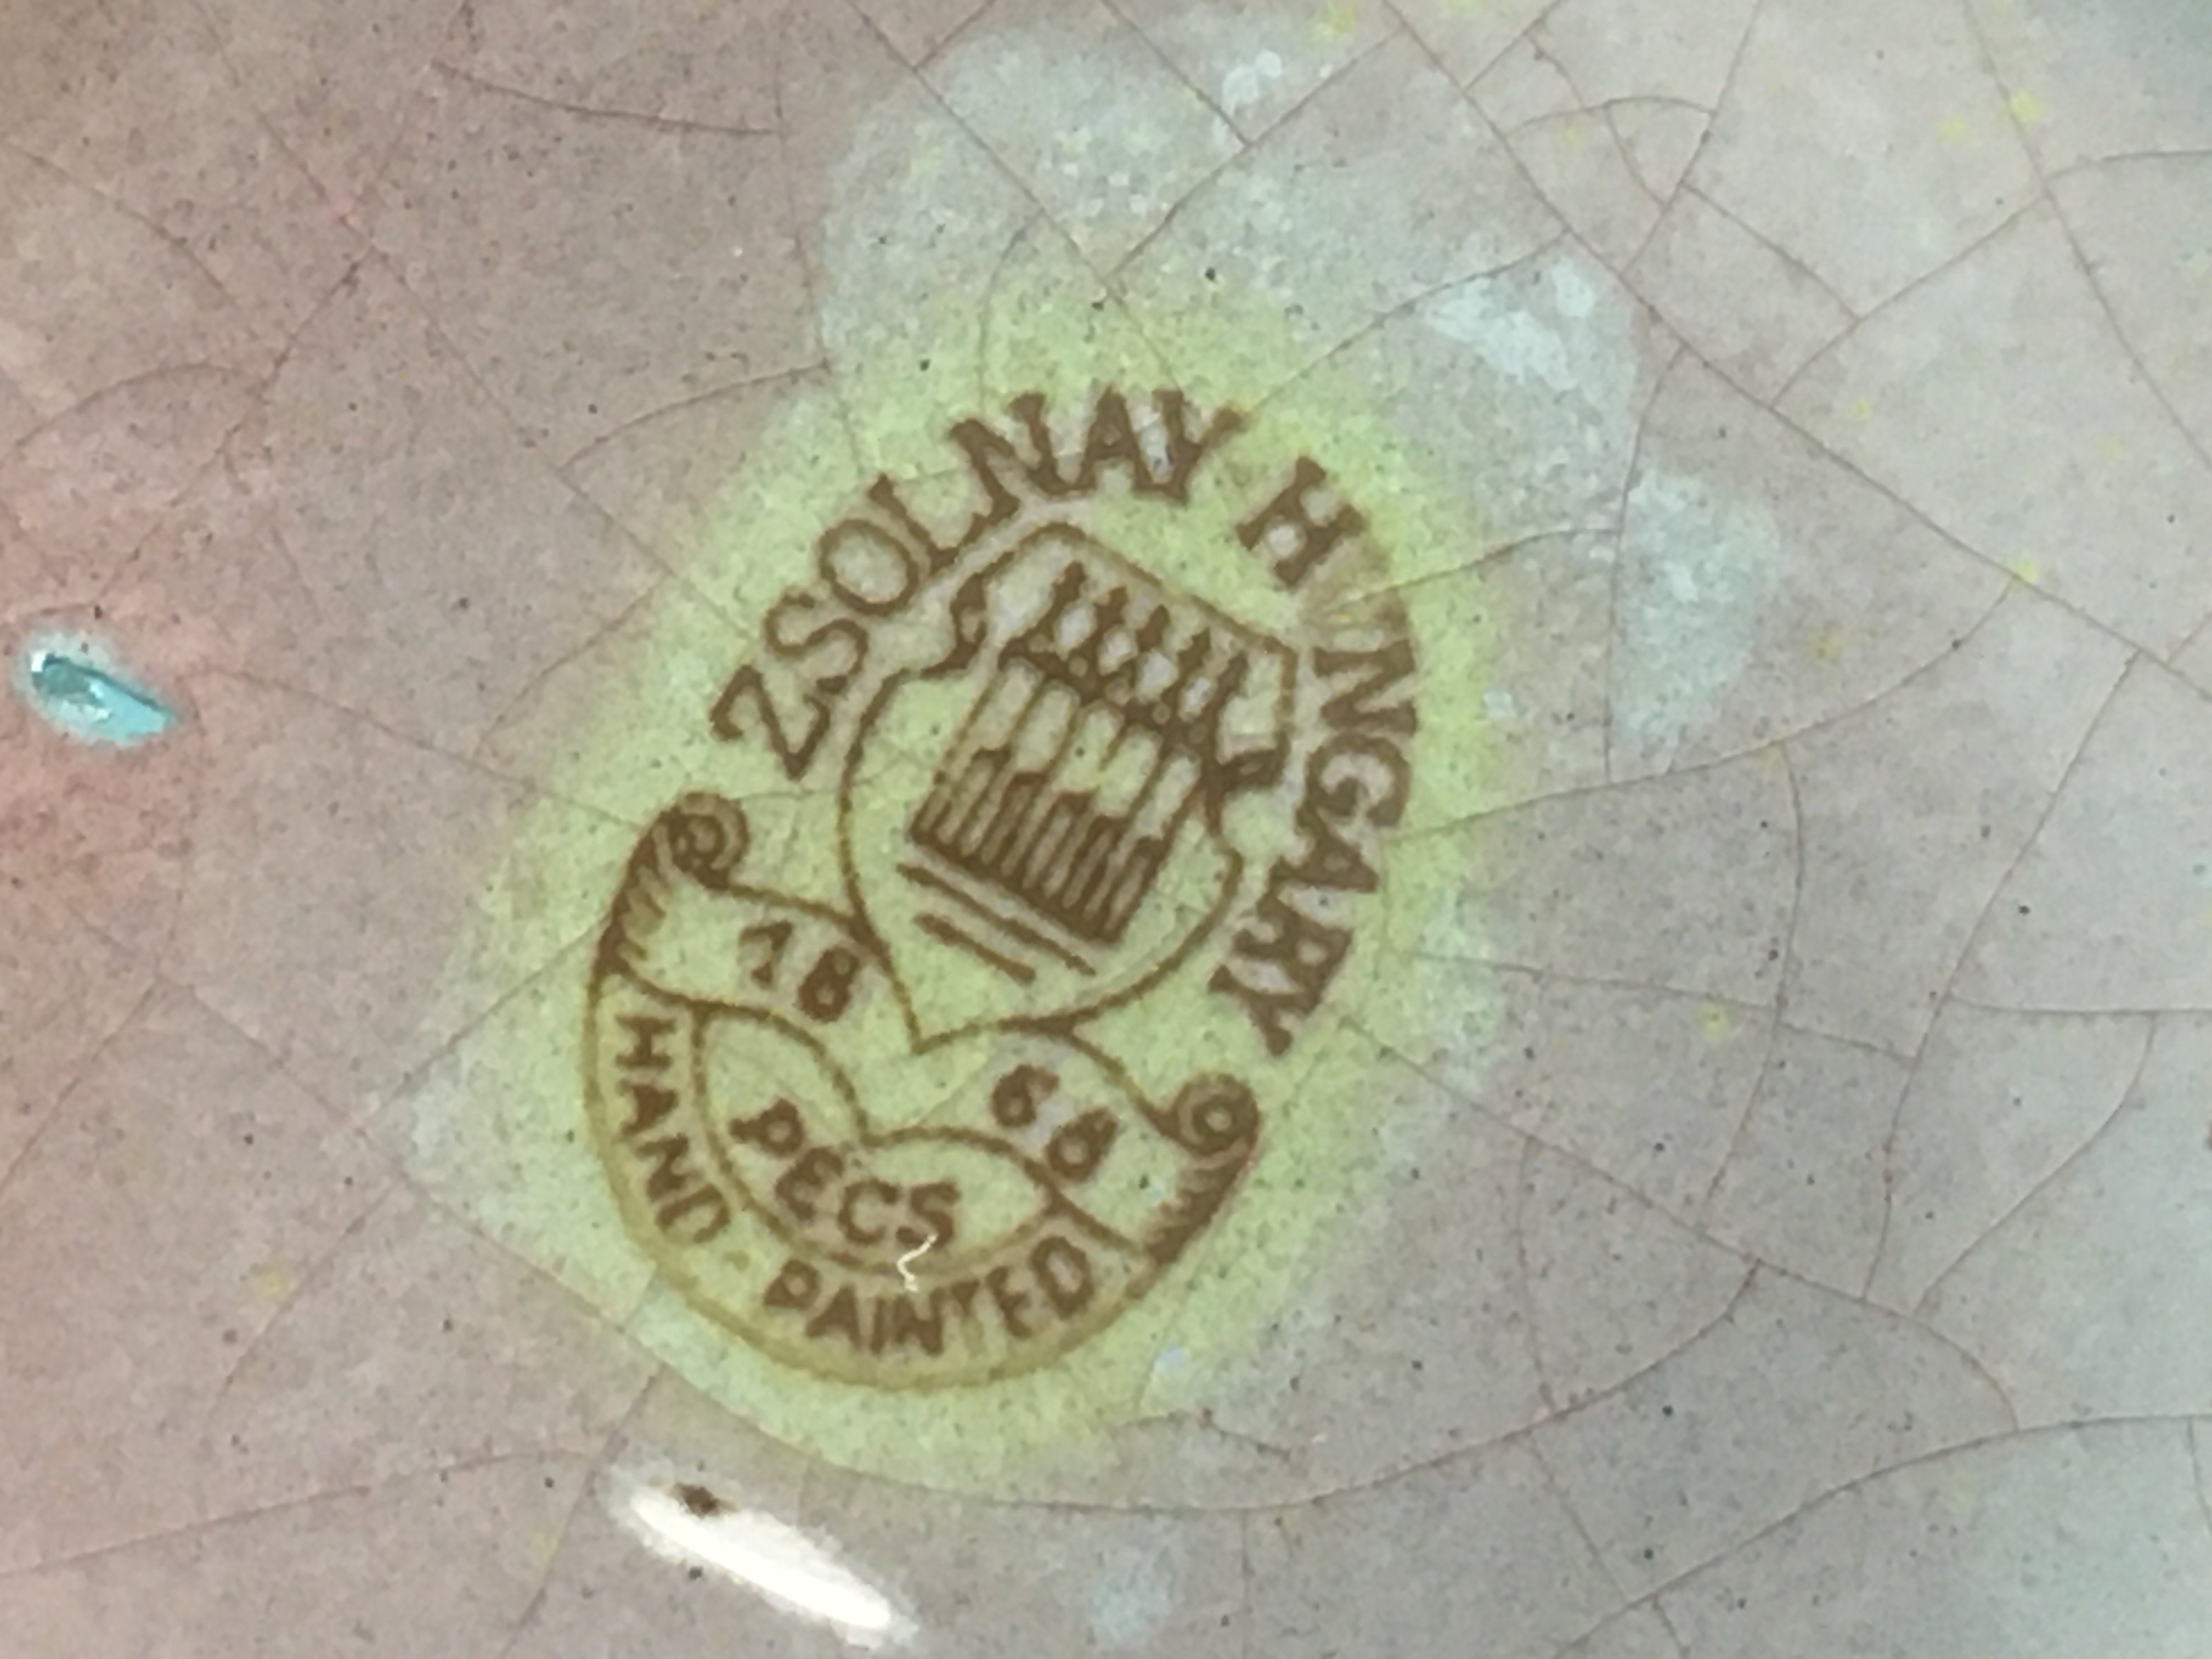 ZSOLNAY HUNGARY
18 68
PECS
HAND-PAINTED